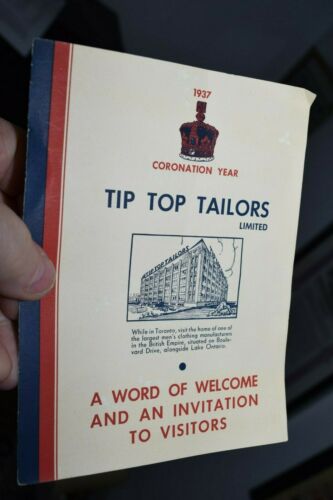 1937
CORONATION YEAR
TIP TOP TAILORS
LIMITED
TIP TOP TAILORS
While in Toronto, visit the home of one of
the largest men's clothing manufacturers
in the British Empire, situated on Boule-
vard Drive, alongside Lake Ontario.
A WORD OF WELCOME
AND AN INVITATION
TO VISITORS